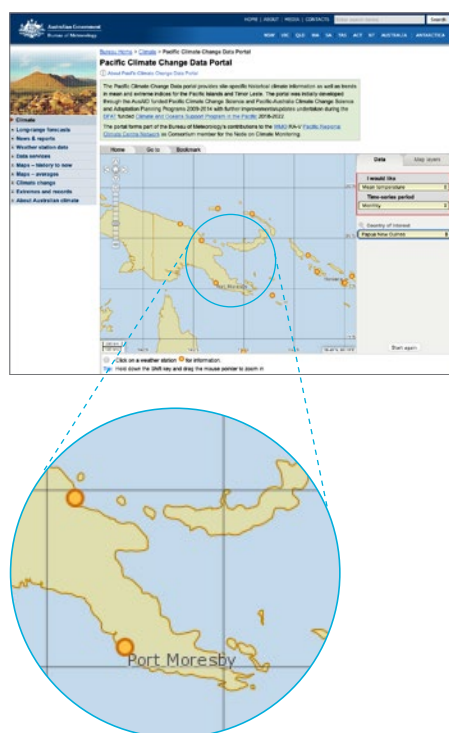 HOME | ABOUT | MEDIA | CONTACTS
Search
Australian Government
Bureau of Meteorology
NSW VIC QLD WA SA TAS ACT NT AUSTRALIA ANTARCTICA
Bureau Home > Climate > Pacific Climate Change Data Portal
Pacific Climate Change Data Portal
About Pacific Climate Change Data Portal
The Pacific Climate Change Data portal provides site-specific historical climate information as well as trends
in mean and extreme indices for the Pacific Islands and Timor Leste. The portal was initially developed
through the AusAID funded Pacific Climate Change Science and Pacific-Australia Climate Change Science
and Adaptation Planning Programs 2009-2014 with further improvements/updates undertaken during the
DFAT funded Climate and Oceans Support Program in the Pacific 2018-2022
The portal forms part of the Bureau of Meteorology's contributions to the WMO RA-V Pacific Regional
Climate Centre Network as Consortium member for the Node on Climate Monitoring.
Climate
Long-range forecasts
News & reports
Weather station data
Data services
Maps – history to now
Maps – averages
Climate change
Extremes and records
About Australian climate
Home
Go to
Bookmark
Data
Map layers
I would like
Mean temperature
Time-series period
Monthly
Country of interest
Papua New Guinea
Port Moresby
Start again
Click on a weather station for information.
Tip: Hold down the Shift key and drag the mouse pointer to zoom in
Port Moresby